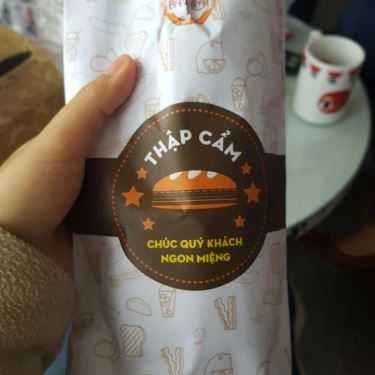 THẬP CẨM
CHÚC QUÝ KHÁCH
NGON MIỆNG